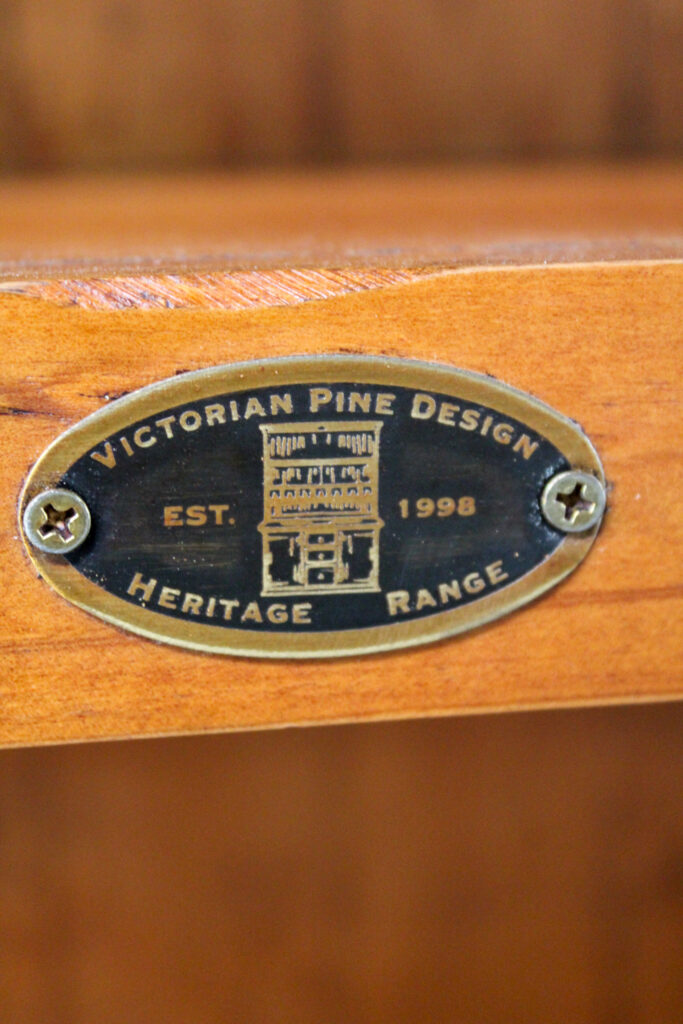 Victorian Pine Design
EST. 1998
Heritage Range